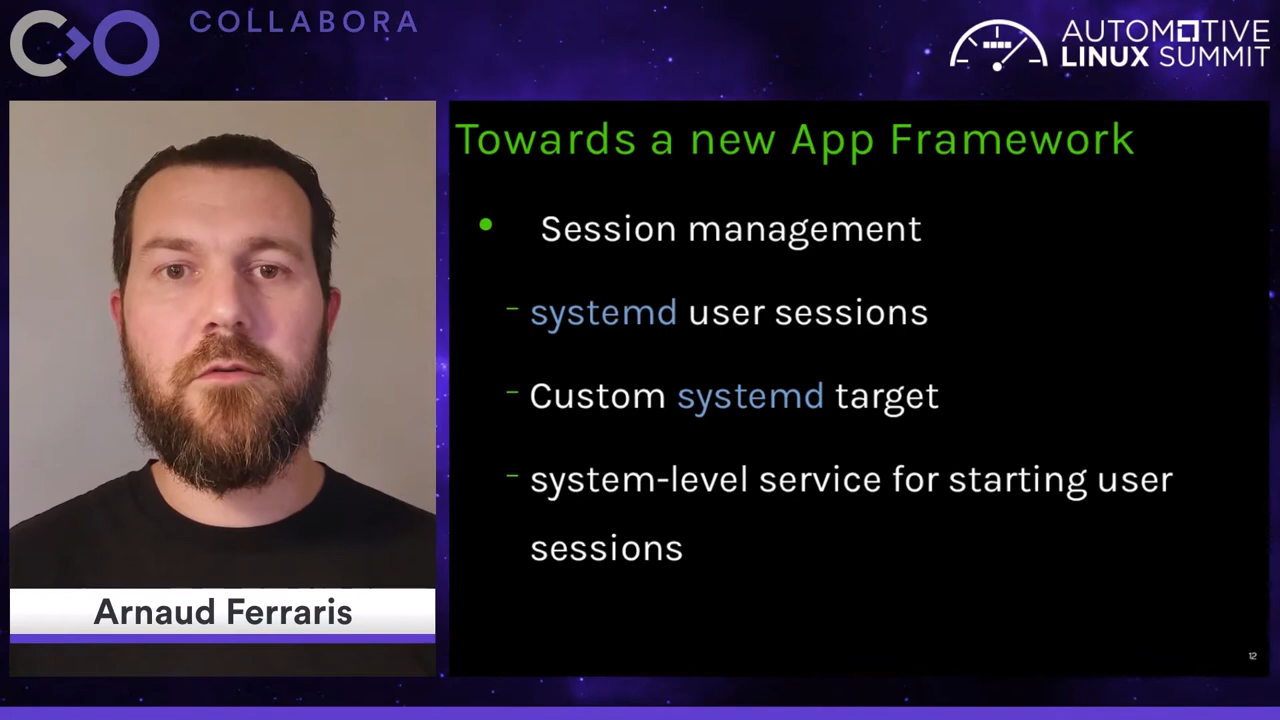 COLLABORA
AUTOMOTIVE
LINUX SUMMIT
Towards a new App Framework
• Session management
– systemd user sessions
– Custom systemd target
– system-level service for starting user
sessions
Arnaud Ferraris
12